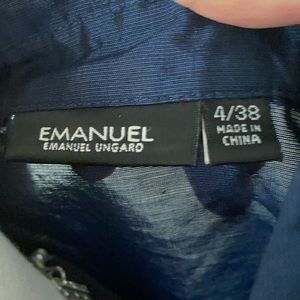 EMANUEL
EMANUEL UNGARO
4/38
MADE IN
CHINA